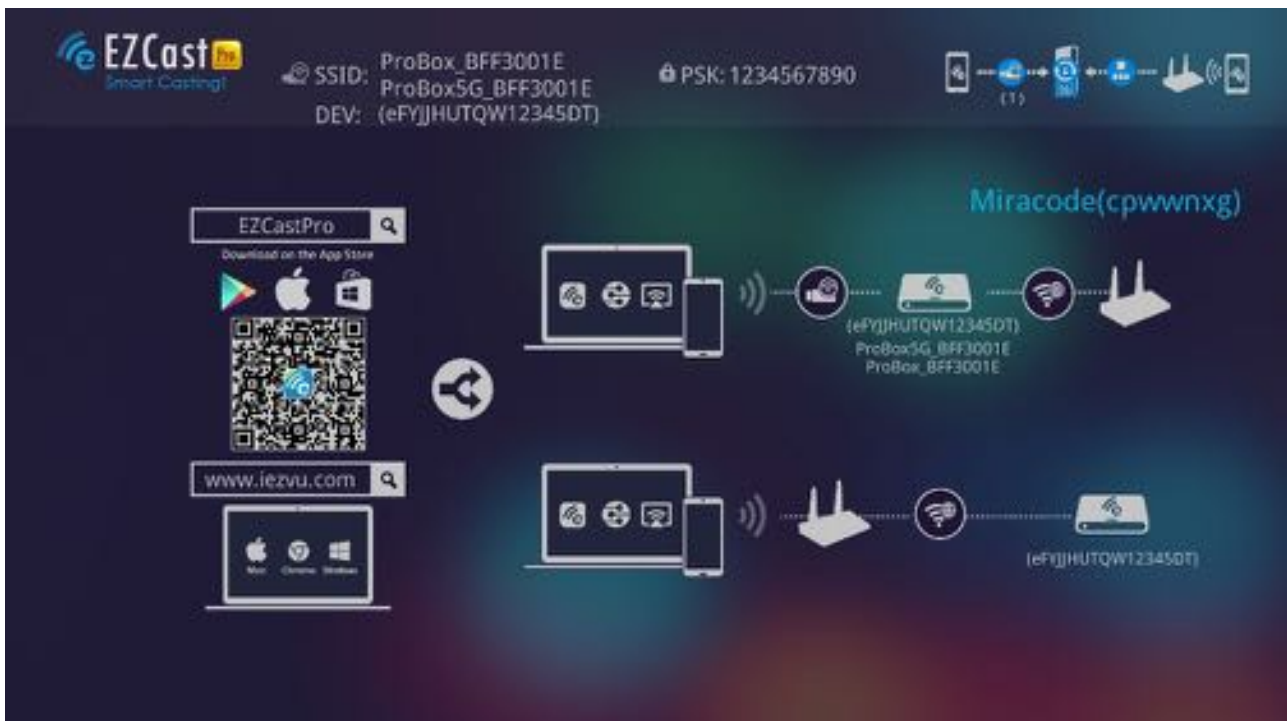 EZCast Pro
Smart Casting!
SSID: ProBox_BFF3001E
ProBox5G_BFF3001E
DEV: (eFYJJHUTQW12345DT)
PSK: 1234567890
(1)
Miracode(cpwwnxg)
EZCastPro
Download on the App Store
www.iezvu.com
Mac Chrome Windows
(eFYJJHUTQW12345DT)
ProBox5G_BFF3001E
ProBox_BFF3001E
(eFYJJHUTQW12345DT)